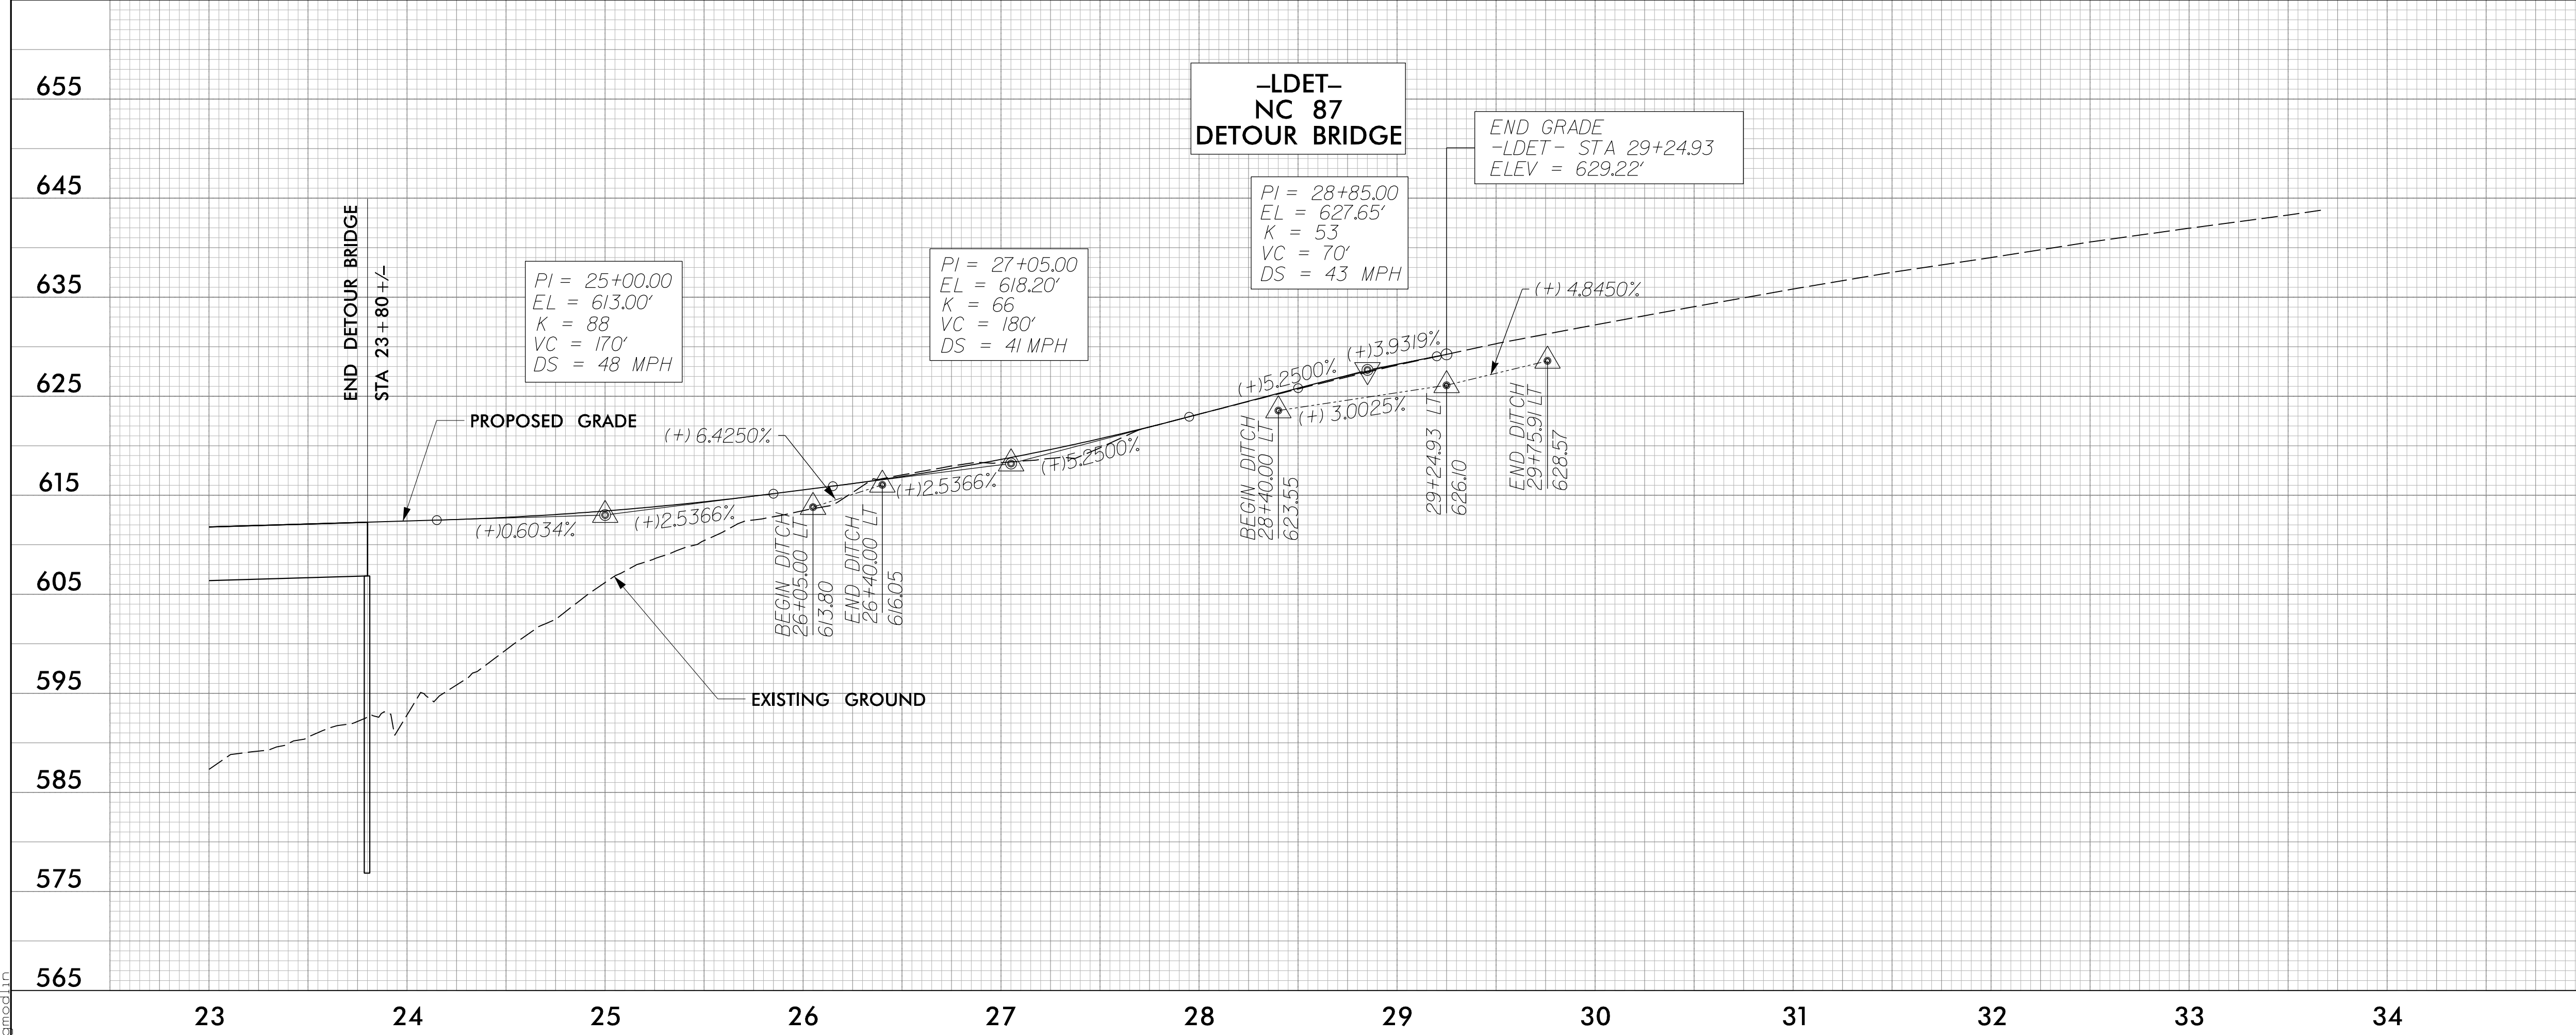 655
645
635
625
615
605
595
585
575
565
–LDET–
NC 87
DETOUR BRIDGE
END GRADE
-LDET- STA 29+24.93
ELEV = 629.22'
PI = 28+85.00
EL = 627.65'
K = 53
VC = 70'
DS = 43 MPH
PI = 27+05.00
EL = 618.20'
K = 66
VC = 180'
DS = 41 MPH
PI = 25+00.00
EL = 613.00'
K = 88
VC = 170'
DS = 48 MPH
END DETOUR BRIDGE
STA 23+80+/–
PROPOSED GRADE
EXISTING GROUND
(+)0.6034%
(+)2.5366%
(+) 6.4250%
(+)2.5366%
(+)5.2500%
(+)5.2500%
(+)3.9319%
(+) 3.0025%
(+) 4.8450%
BEGIN DITCH
26+05.00 LT
613.80
END DITCH
26+40.00 LT
616.05
BEGIN DITCH
28+40.00 LT
623.55
29+24.93 LT
626.10
END DITCH
29+75.91 LT
628.57
23
24
25
26
27
28
29
30
31
32
33
34